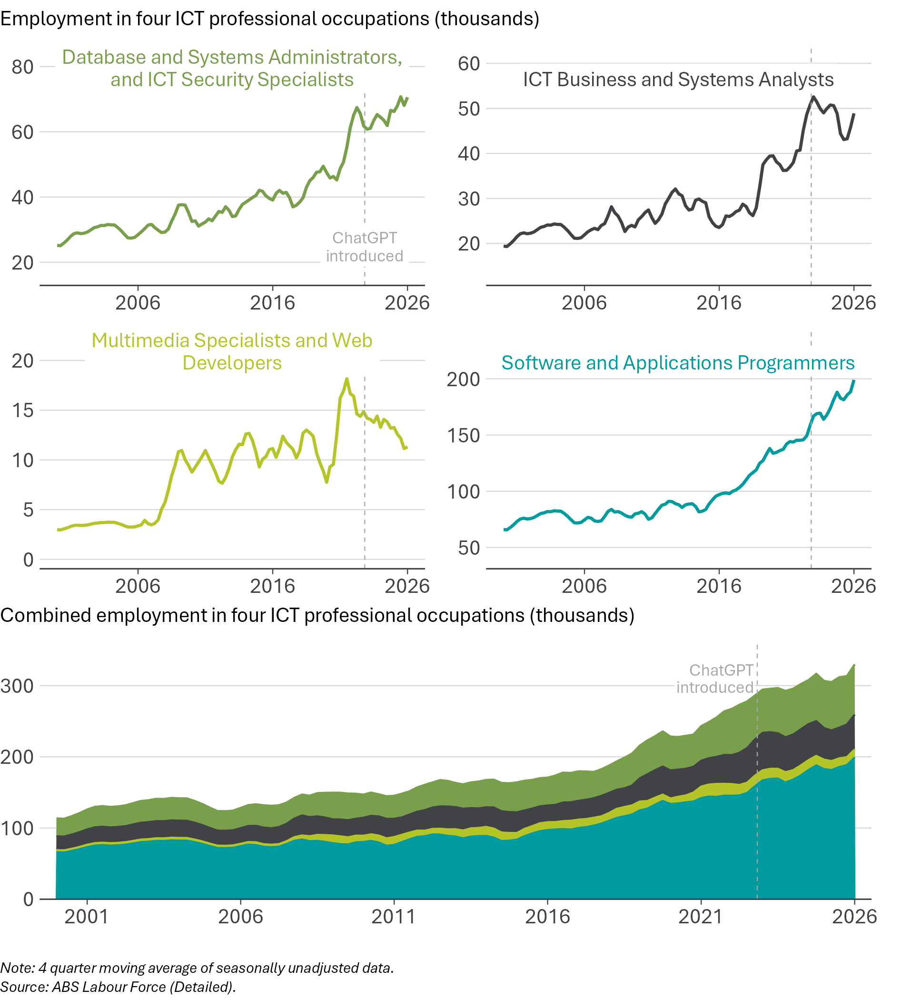 Employment in four ICT professional occupations (thousands)
Database and Systems Administrators,
and ICT Security Specialists
80
60
40
20
ChatGPT
introduced
2006
2016
2026
ICT Business and Systems Analysts
60
50
40
30
20
2006
2016
2026
Multimedia Specialists and Web
Developers
20
15
10
5
0
2006
2016
2026
Software and Applications Programmers
200
150
100
50
2006
2016
2026
Combined employment in four ICT professional occupations (thousands)
ChatGPT
introduced
300
200
100
0
2001
2006
2011
2016
2021
2026
Note: 4 quarter moving average of seasonally unadjusted data.
Source: ABS Labour Force (Detailed).